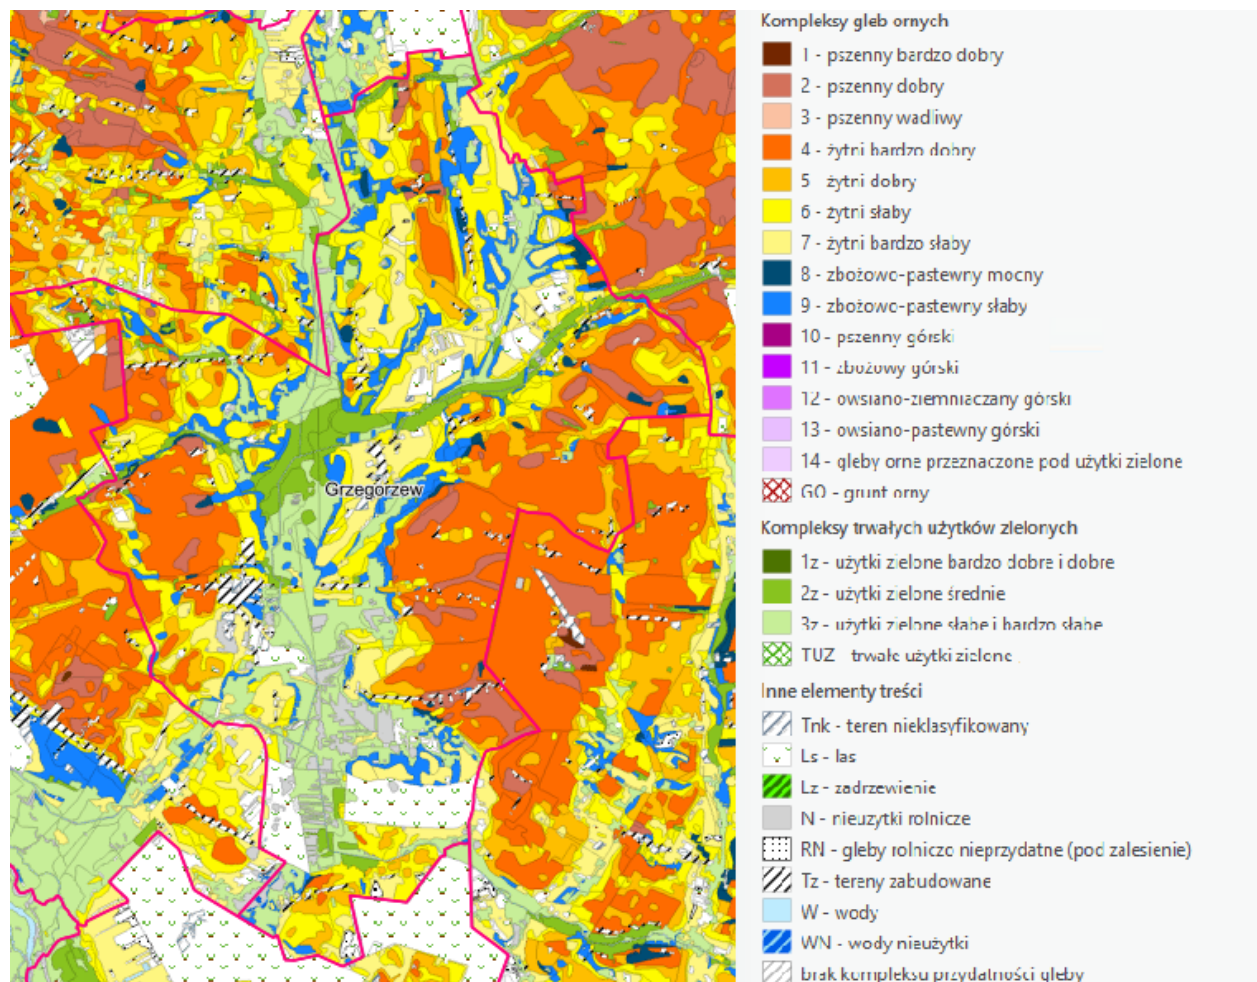 Grzegorzew
Kompleksy gleb ornych
1 - pszenny bardzo dobry
2 - pszenny dobry
3 - pszenny wadliwy
4 - żytni bardzo dobry
5 - żytni dobry
6 - żytni słaby
7 - żytni bardzo słaby
8 - zbożowo-pastewny mocny
9 - zbożowo-pastewny słaby
10 - pszenny górski
11 - zbożowy górski
12 - owsiano-ziemniaczany górski
13 - owsiano-pastewny górski
14 - gleby orne przeznaczone pod użytki zielone
GO - grunt orny
Kompleksy trwałych użytków zielonych
1z - użytki zielone bardzo dobre i dobre
2z - użytki zielone średnie
3z - użytki zielone słabe i bardzo słabe
TUZ - trwałe użytki zielone
Inne elementy treści
Tnk - teren nieklasyfikowany
Ls - las
Lz - zadrzewienie
N - nieużytki rolnicze
RN - gleby rolniczo nieprzydatne (pod zalesienie)
Tz - tereny zabudowane
W - wody
WN - wody nieużytki
brak kompleksu przydatności gleby